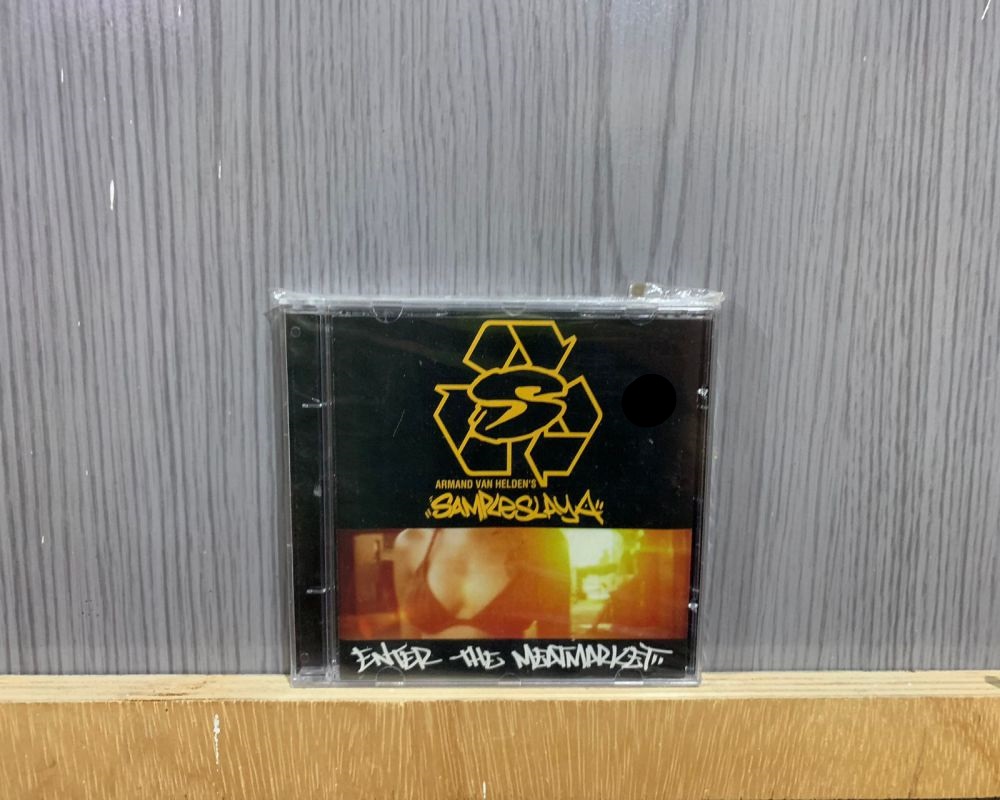 S
ARMAND VAN HELDEN'S
"SAMPLESLAYA"
ENTER THE MEATMARKET..